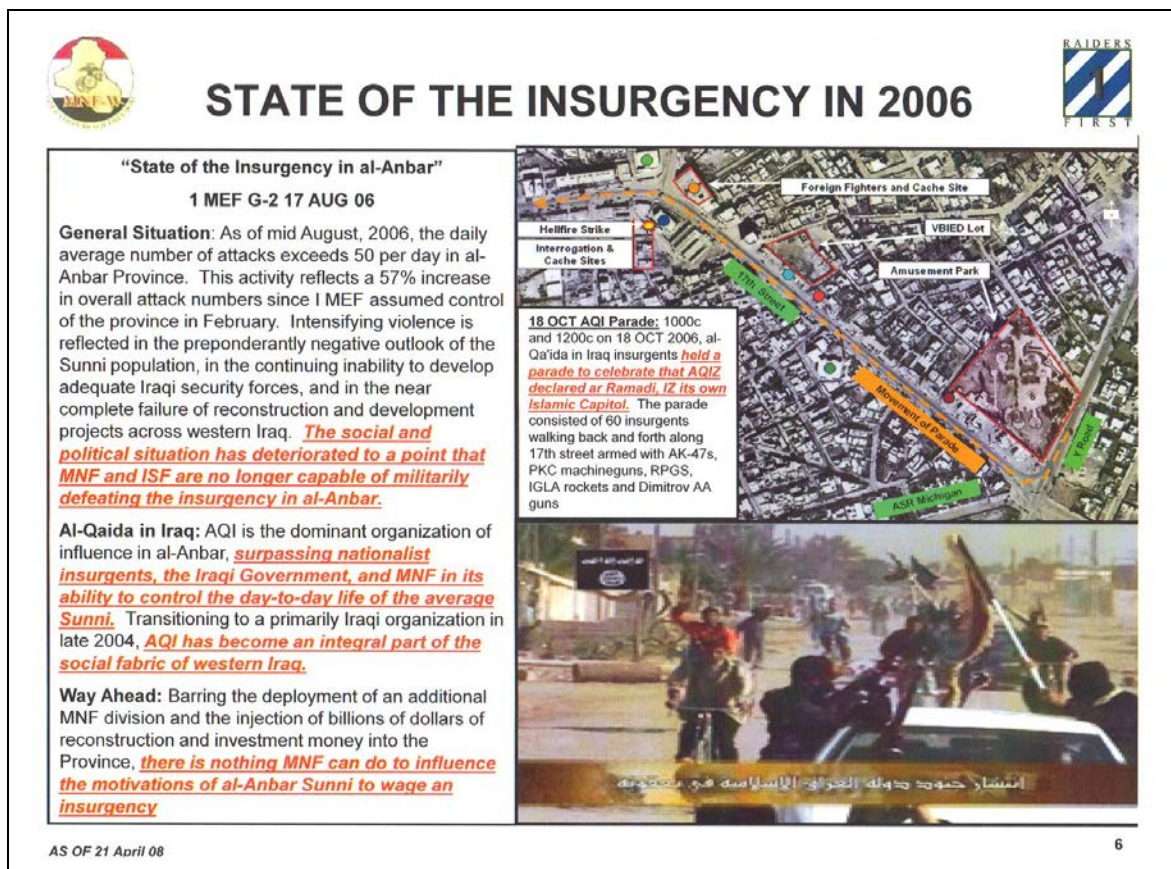 RAIDERS
1
FIRST
MNF-W
STATE OF THE INSURGENCY IN 2006
“State of the Insurgency in al-Anbar”
1 MEF G-2 17 AUG 06
General Situation: As of mid August, 2006, the daily
average number of attacks exceeds 50 per day in al-
Anbar Province. This activity reflects a 57% increase
in overall attack numbers since I MEF assumed control
of the province in February. Intensifying violence is
reflected in the preponderantly negative outlook of the
Sunni population, in the continuing inability to develop
adequate Iraqi security forces, and in the near
complete failure of reconstruction and development
projects across western Iraq. The social and
political situation has deteriorated to a point that
MNF and ISF are no longer capable of militarily
defeating the insurgency in al-Anbar.
Al-Qaida in Iraq: AQI is the dominant organization of
influence in al-Anbar, surpassing nationalist
insurgents, the Iraqi Government, and MNF in its
ability to control the day-to-day life of the average
Sunni. Transitioning to a primarily Iraqi organization in
late 2004, AQI has become an integral part of the
social fabric of western Iraq.
Way Ahead: Barring the deployment of an additional
MNF division and the injection of billions of dollars of
reconstruction and investment money into the
Province, there is nothing MNF can do to influence
the motivations of al-Anbar Sunni to wage an
insurgency
Foreign Fighters and Cache Site
Hellfire Strike
VBIED Lot
Interrogation &
Cache Sites
Amusement Park
17th Street
18 OCT AQI Parade: 1000c
and 1200c on 18 OCT 2006, al-
Qa'ida in Iraq insurgents held a
parade to celebrate that AQIZ
declared ar Ramadi, IZ its own
Islamic Capitol. The parade
consisted of 60 insurgents
walking back and forth along
17th street armed with AK-47s,
PKC machineguns, RPGS,
IGLA rockets and Dimitrov AA
guns
Movement of Parade
Y Road
ASR Michigan
انتشار جنود دولة العراق الإسلامية في بعقوبة
AS OF 21 April 08
6